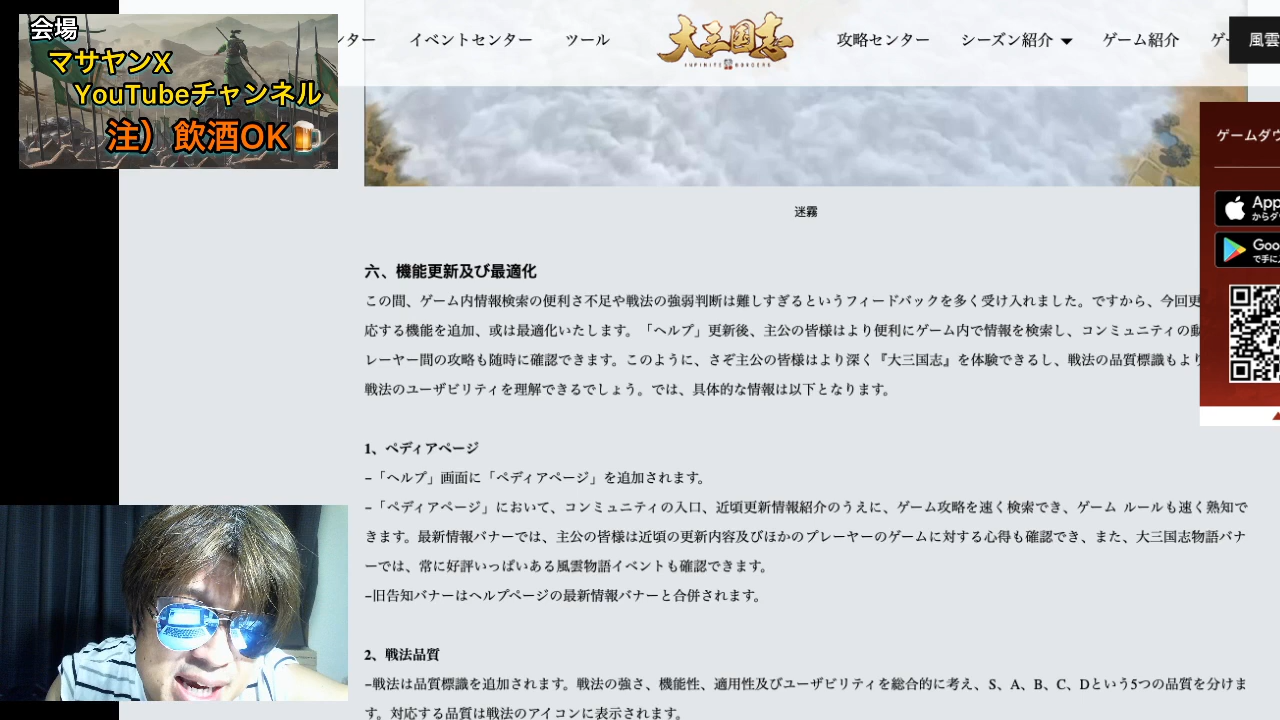 会場
マサヤンX
YouTubeチャンネル
注）飲酒OK🍺
ンター イベントセンター ツール 大三国志 INFINITE BORDERS 攻略センター シーズン紹介 ゲーム紹介 ゲー 風雲
ゲームダウ
App
からダ
Goo
で手に入
迷霧
六、機能更新及び最適化
この間、ゲーム内情報検索の便利さ不足や戦法の強弱判断は難しすぎるというフィードバックを多く受け入れました。ですから、今回更
応する機能を追加、或は最適化いたします。「ヘルプ」更新後、主公の皆様はより便利にゲーム内で情報を検索し、コンミュニティの動
レーヤー間の攻略も随時に確認できます。このように、さぞ主公の皆様はより深く『大三国志』を体験できるし、戦法の品質標識もより
戦法のユーザビリティを理解できるでしょう。では、具体的な情報は以下となります。
1、ペディアページ
–「ヘルプ」画面に「ペディアページ」を追加されます。
–「ペディアページ」において、コンミュニティの入口、近頃更新情報紹介のうえに、ゲーム攻略を速く検索でき、ゲーム ルールも速く熟知で
きます。最新情報バナーでは、主公の皆様は近頃の更新内容及びほかのプレーヤーのゲームに対する心得も確認でき、また、大三国志物語バナ
ーでは、常に好評いっぱいある風雲物語イベントも確認できます。
–旧告知バナーはヘルプページの最新情報バナーと合併されます。
2、戦法品質
–戦法は品質標識を追加されます。戦法の強さ、機能性、適用性及びユーザビリティを総合的に考え、S、A、B、C、Dという5つの品質を分けま
す。対応する品質は戦法のアイコンに表示されます。